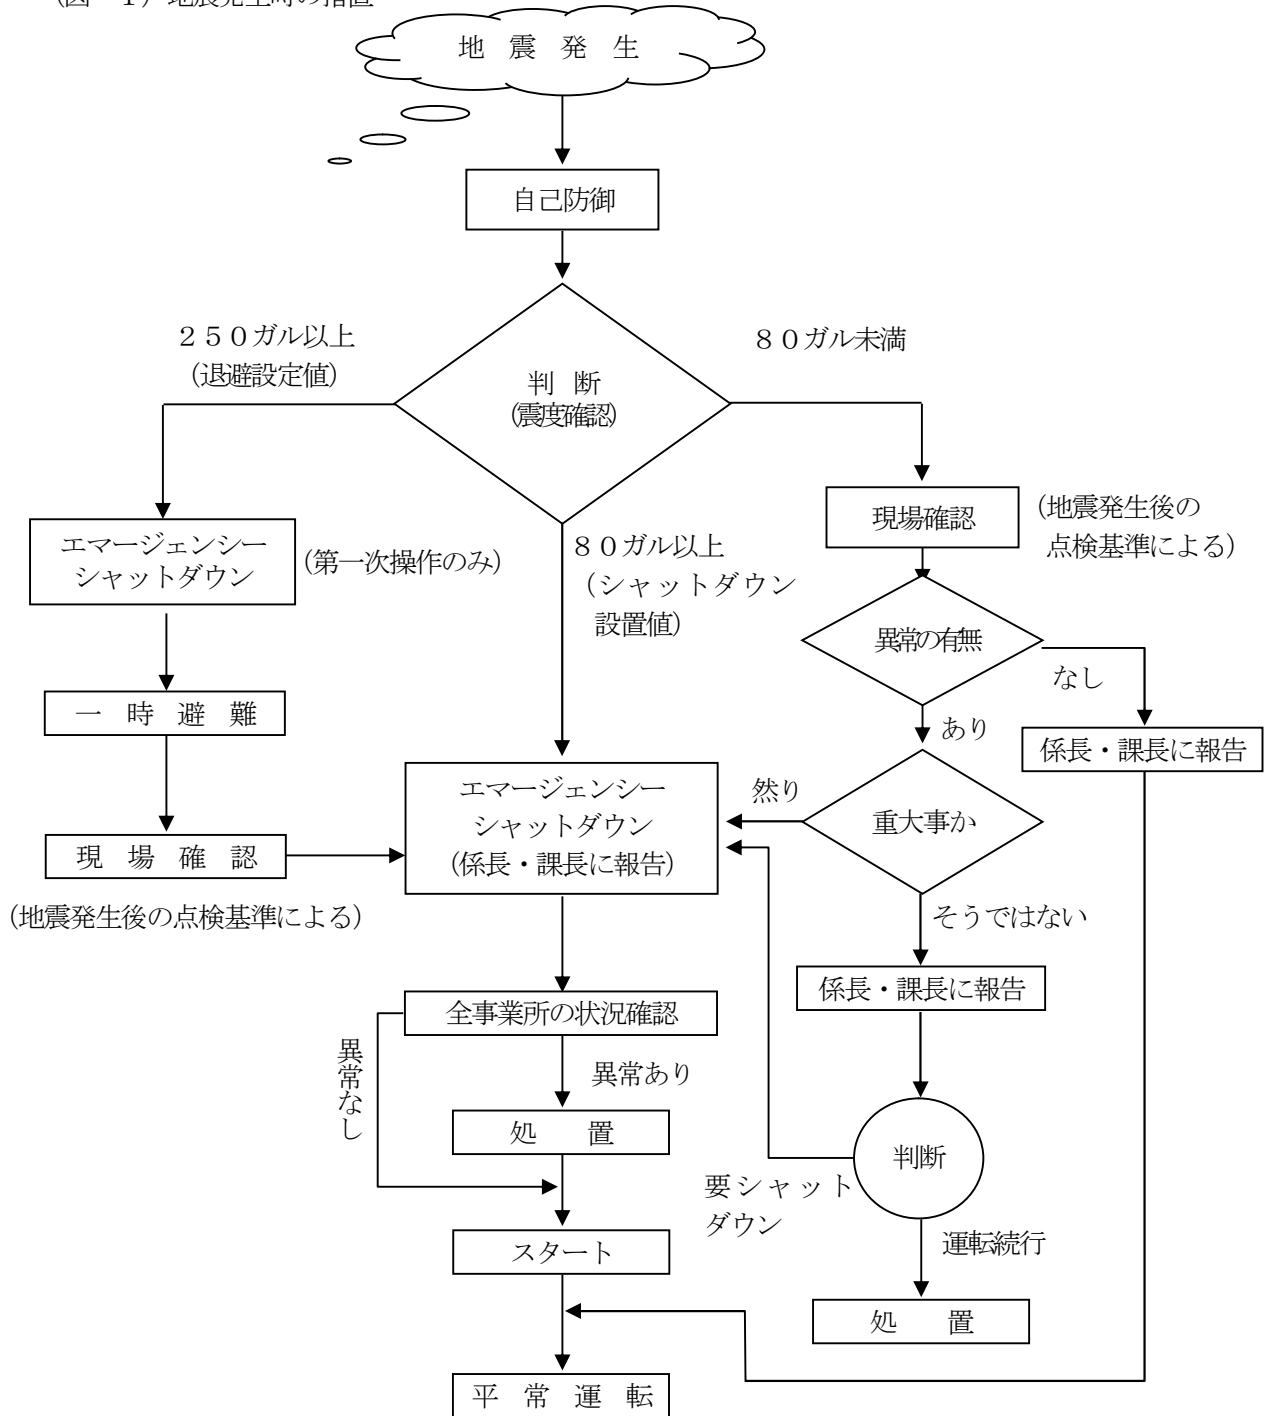 (図－１) 地震発生時の措置
地　震　発　生
自己防御
２５０ガル以上
(退避設定値)
８０ガル未満
判　断
(震度確認)
エマージェンシー
シャットダウン
(第一次操作のみ)
８０ガル以上
(シャットダウン
設置値)
現場確認
(地震発生後の
点検基準による)
異常の有無
なし
あり
係長・課長に報告
一　時　避　難
エマージェンシー
シャットダウン
(係長・課長に報告)
然り
重大事か
現　場　確　認
(地震発生後の点検基準による)
そうではない
係長・課長に報告
全事業所の状況確認
異常なし
異常あり
処　　置
判断
要シャット
ダウン
運転続行
スタート
処　　置
平　常　運　転